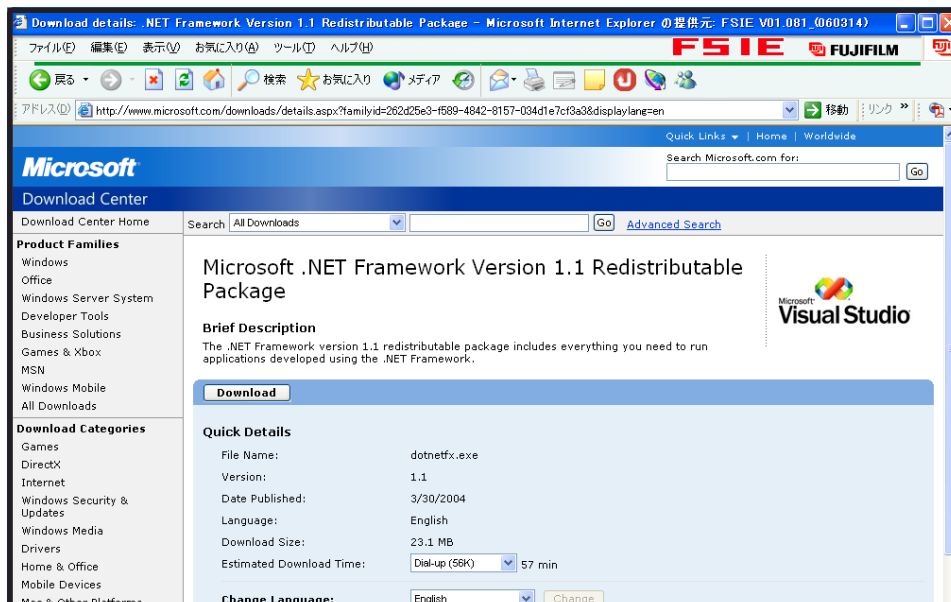 Download details: .NET Framework Version 1.1 Redistributable Package - Microsoft Internet Explorer の提供元: FSIE V01.081_(060314)
ファイル(F) 編集(E) 表示(V) お気に入り(A) ツール(T) ヘルプ(H)
FSIE FUJIFILM
戻る 検索 お気に入り メディア
アドレス(D) http://www.microsoft.com/downloads/details.aspx?familyid=262d25e3-f589-4842-8157-034d1e7cf3a3&displaylang=en 移動 リンク »
Quick Links | Home | Worldwide
Microsoft
Search Microsoft.com for:
Go
Download Center
Download Center Home
Search All Downloads Go Advanced Search
Product Families
Windows
Office
Windows Server System
Developer Tools
Business Solutions
Games & Xbox
MSN
Windows Mobile
All Downloads
Download Categories
Games
DirectX
Internet
Windows Security &
Updates
Windows Media
Drivers
Home & Office
Mobile Devices
Mac & Other Platforms
Microsoft .NET Framework Version 1.1 Redistributable
Package
Microsoft
Visual Studio
Brief Description
The .NET Framework version 1.1 redistributable package includes everything you need to run
applications developed using the .NET Framework.
Download
Quick Details
File Name: dotnetfx.exe
Version: 1.1
Date Published: 3/30/2004
Language: English
Download Size: 23.1 MB
Estimated Download Time: Dial-up (56K) 57 min
Change Language: English Change